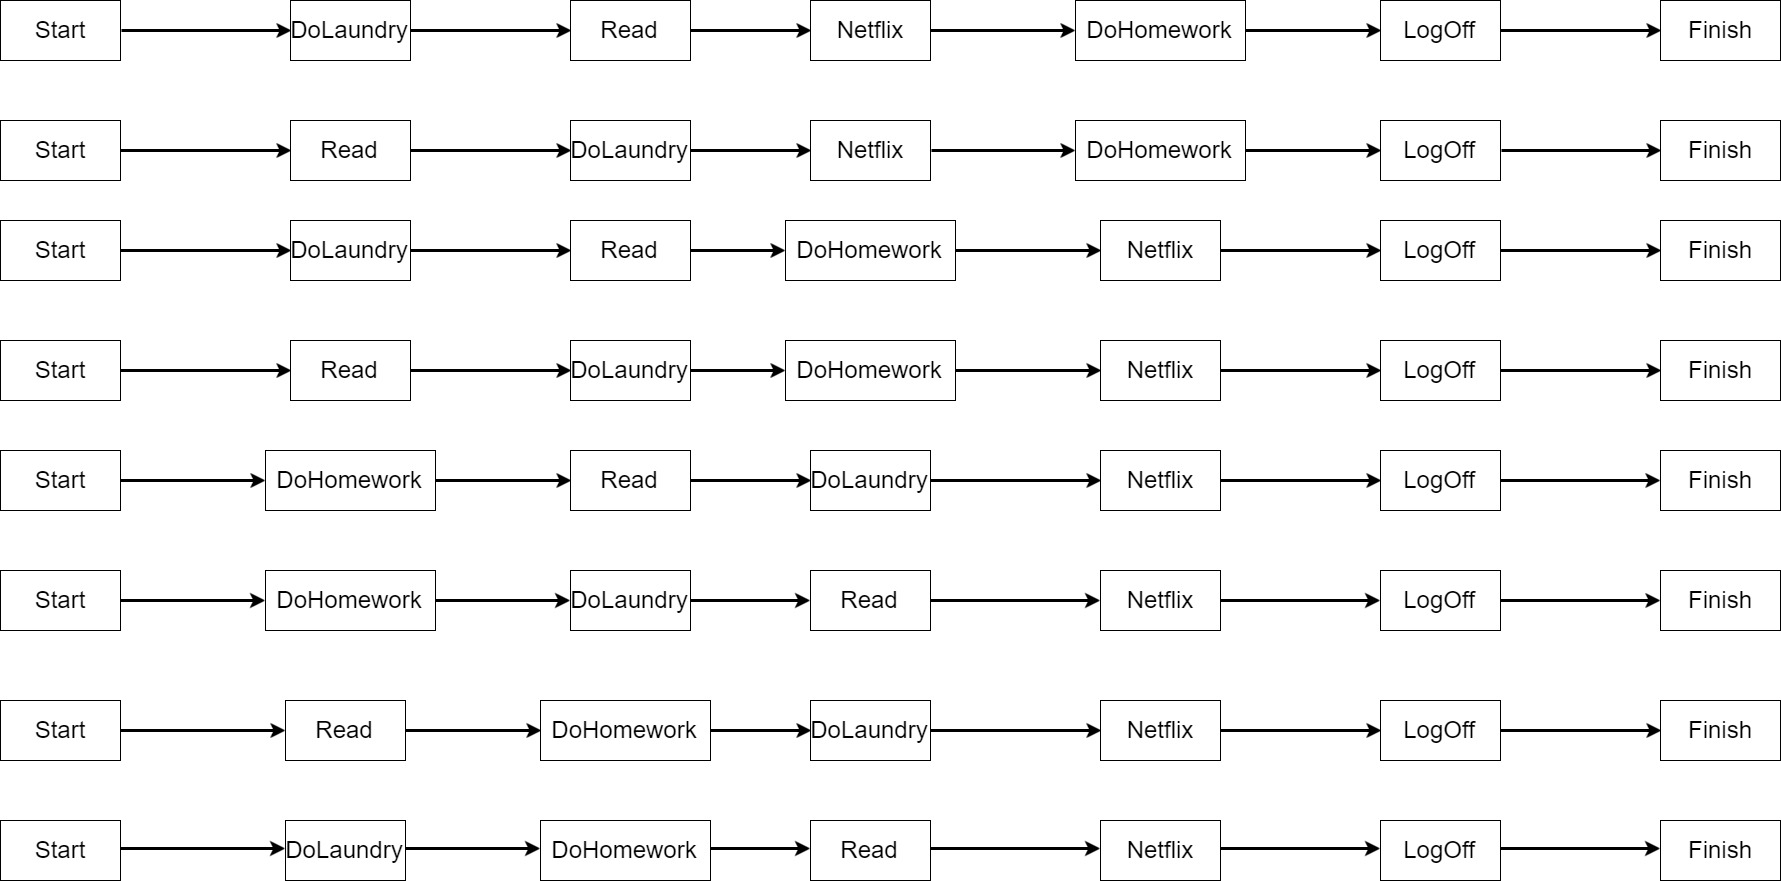 Start DoLaundry Read Netflix DoHomework LogOff Finish
Start Read DoLaundry Netflix DoHomework LogOff Finish
Start DoLaundry Read DoHomework Netflix LogOff Finish
Start Read DoLaundry DoHomework Netflix LogOff Finish
Start DoHomework Read DoLaundry Netflix LogOff Finish
Start DoHomework DoLaundry Read Netflix LogOff Finish
Start Read DoHomework DoLaundry Netflix LogOff Finish
Start DoLaundry DoHomework Read Netflix LogOff Finish